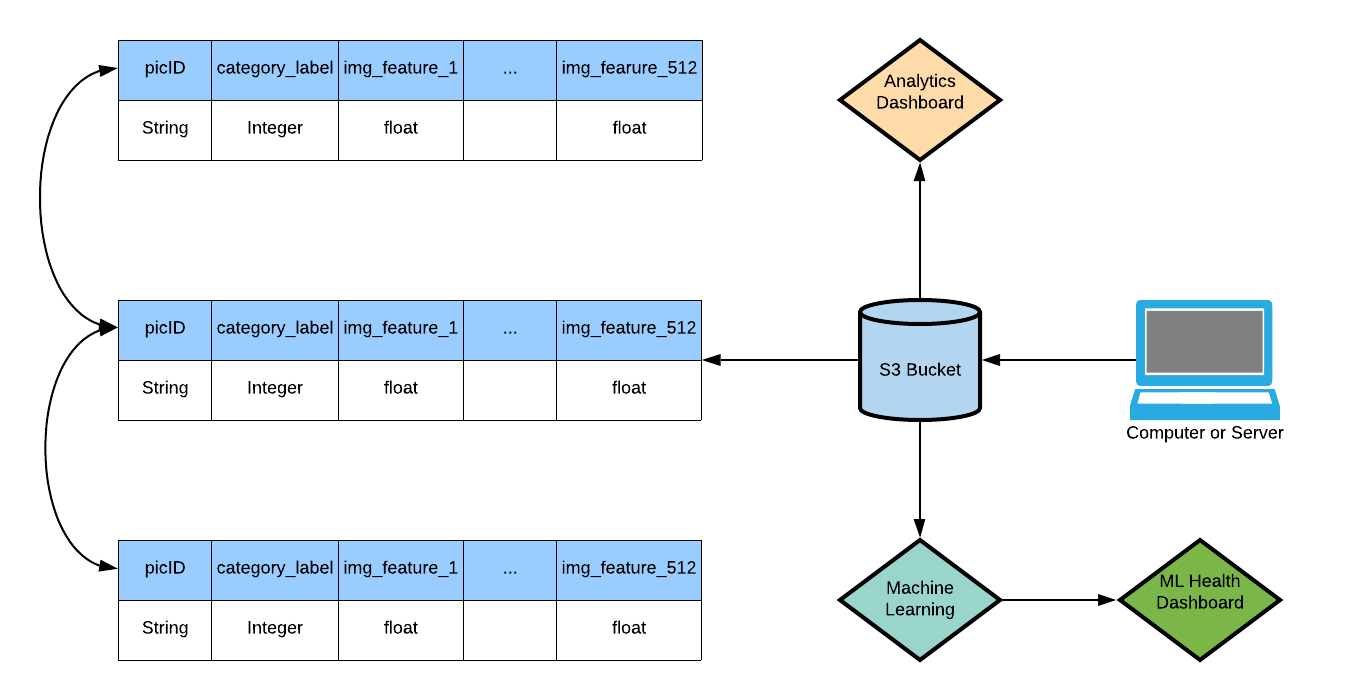 picID category_label img_feature_1 ... img_fearure_512
String Integer float float
Analytics
Dashboard
picID category_label img_feature_1 ... img_feature_512
String Integer float float
S3 Bucket
Computer or Server
picID category_label img_feature_1 ... img_feature_512
String Integer float float
Machine
Learning
ML Health
Dashboard